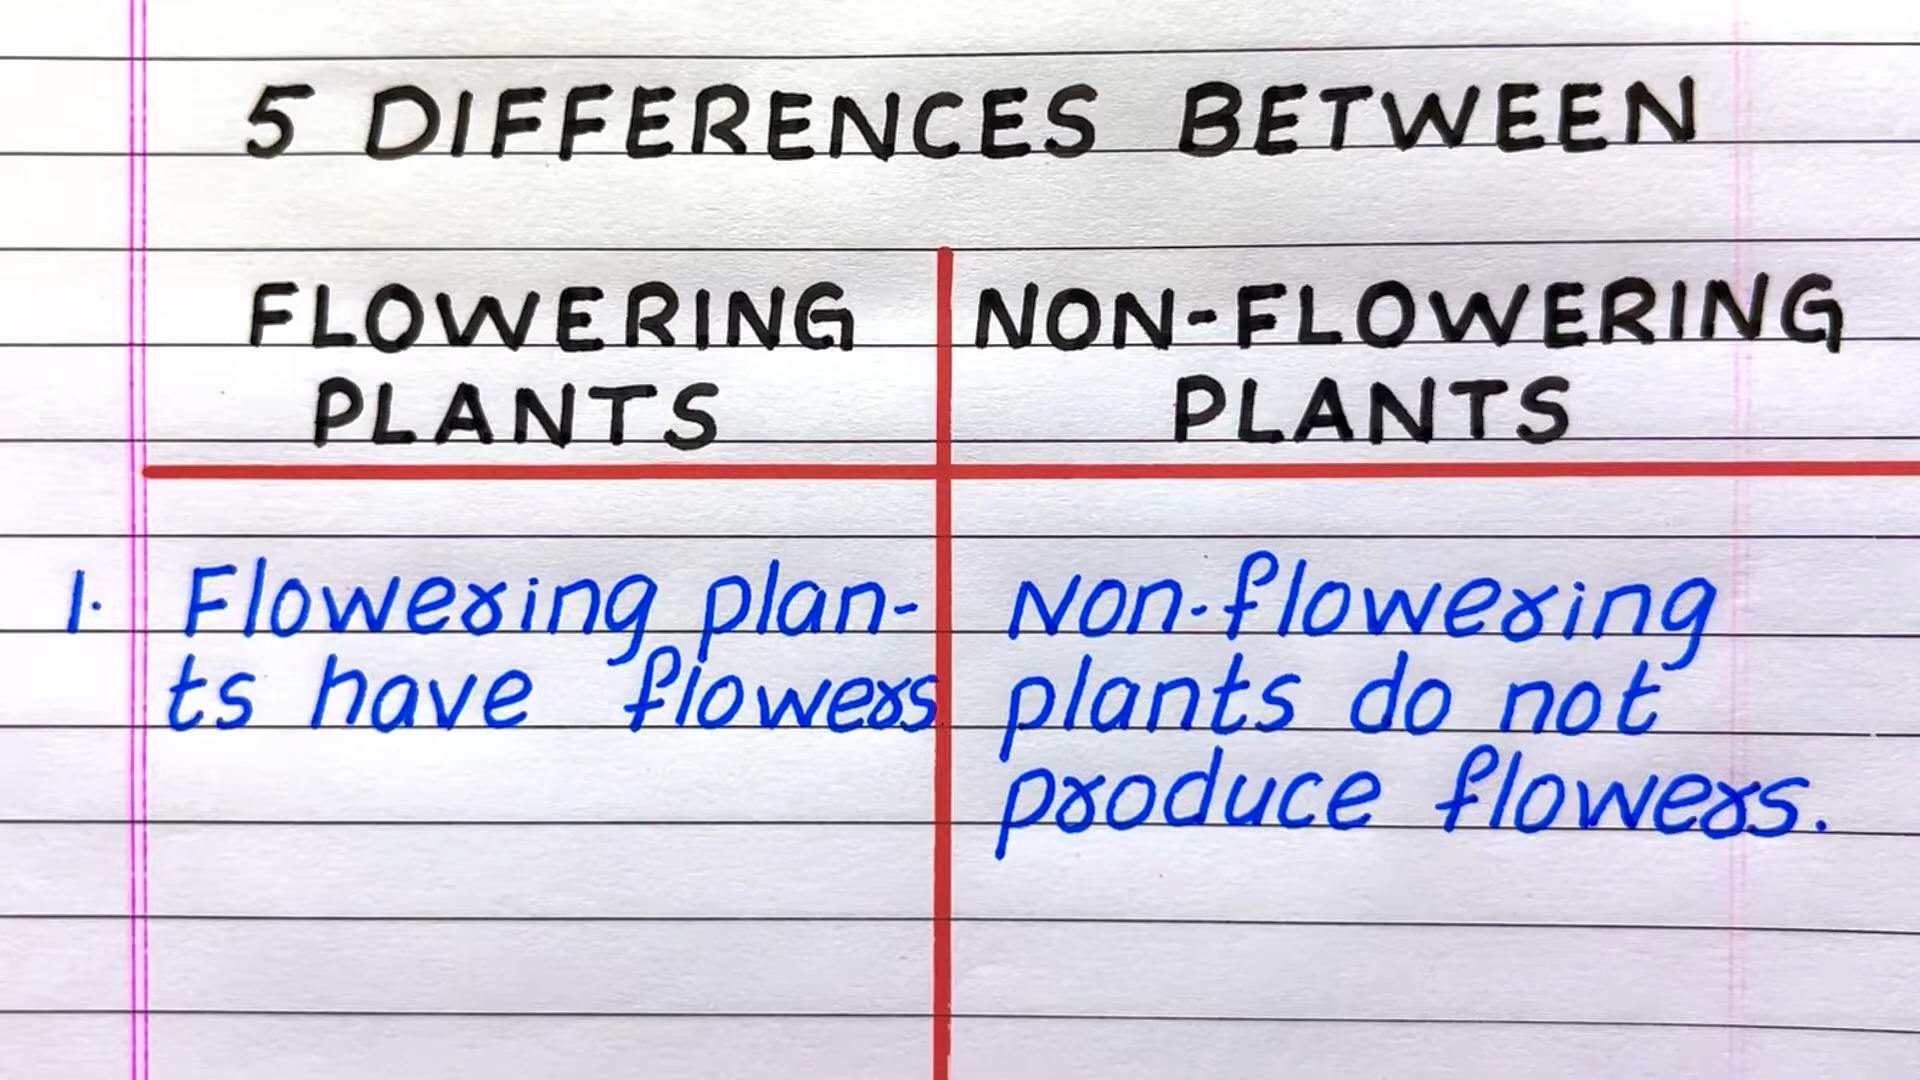 5 DIFFERENCES BETWEEN
FLOWERING
PLANTS
NON-FLOWERING
PLANTS
1. Flowering plan-
ts have flowers
Non-flowering
plants do not
produce flowers.